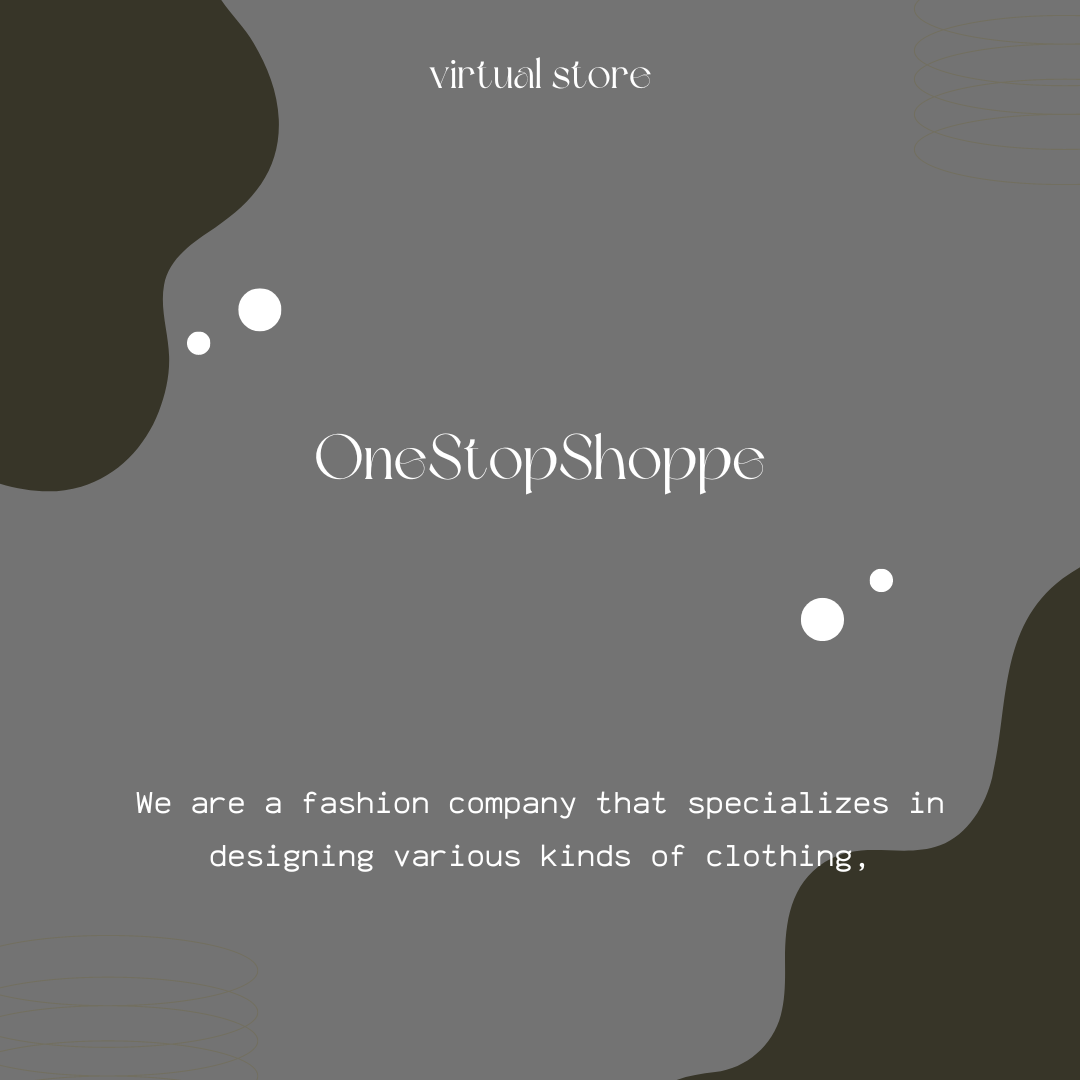 virtual store
OneStopShoppe
We are a fashion company that specializes in
designing various kinds of clothing,